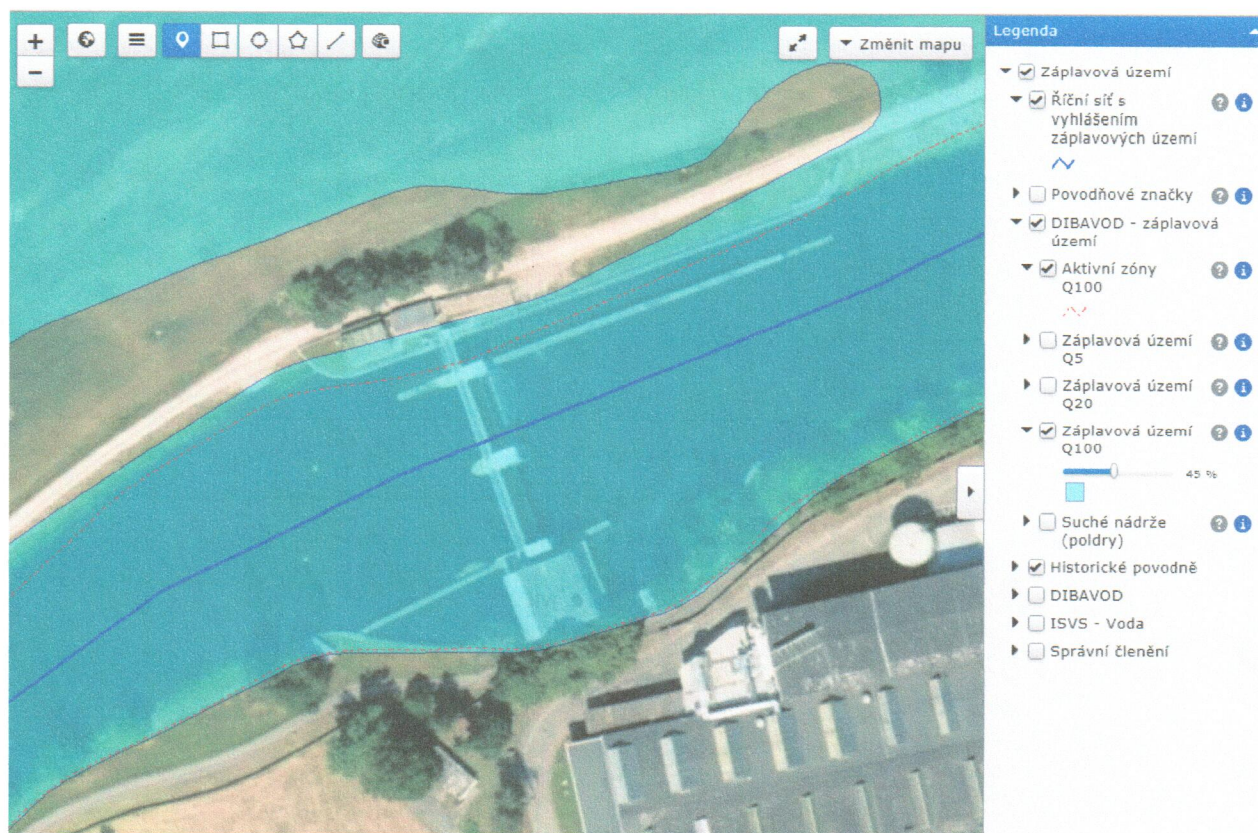 Změnit mapu
Legenda
Záplavová území
Říční síť s
vyhlášením
záplavových území
Povodňové značky
DIBAVOD - záplavová
území
Aktivní zóny
Q100
Záplavová území
Q5
Záplavová území
Q20
Záplavová území
Q100
45 %
Suché nádrže
(poldry)
Historické povodně
DIBAVOD
ISVS - Voda
Správní členění